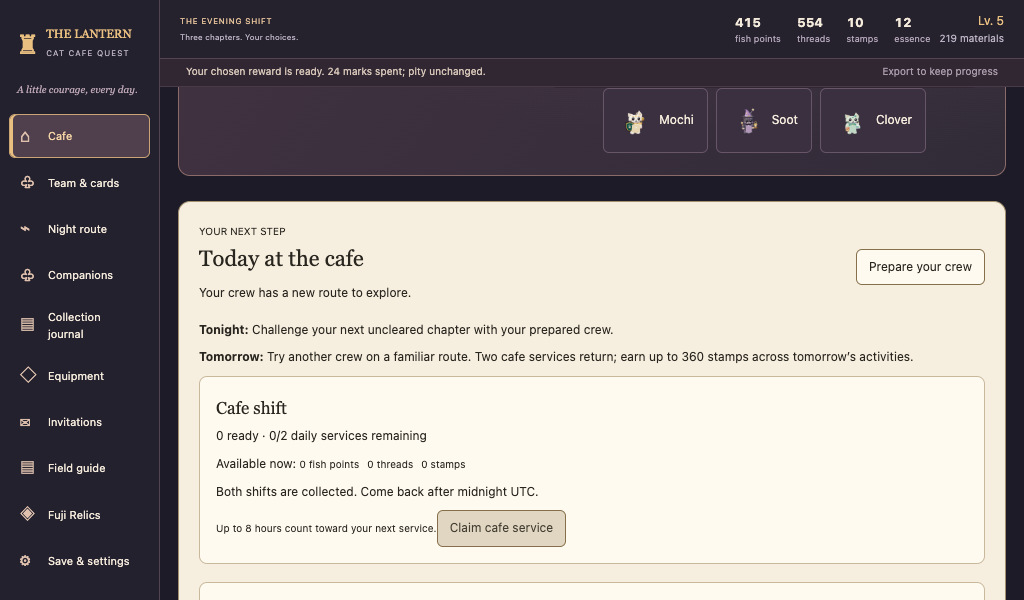 THE LANTERN
CAT CAFE QUEST
A little courage, every day.
Cafe
Team & cards
Night route
Companions
Collection
journal
Equipment
Invitations
Field guide
Fuji Relics
Save & settings
THE EVENING SHIFT
Three chapters. Your choices.
415
fish points
554
threads
10
stamps
12
essence
Lv. 5
219 materials
Your chosen reward is ready. 24 marks spent; pity unchanged.
Export to keep progress
Mochi
Soot
Clover
YOUR NEXT STEP
Today at the cafe
Your crew has a new route to explore.
Prepare your crew
Tonight: Challenge your next uncleared chapter with your prepared crew.
Tomorrow: Try another crew on a familiar route. Two cafe services return; earn up to 360 stamps across tomorrow's activities.
Cafe shift
0 ready · 0/2 daily services remaining
Available now: 0 fish points 0 threads 0 stamps
Both shifts are collected. Come back after midnight UTC.
Up to 8 hours count toward your next service.
Claim cafe service